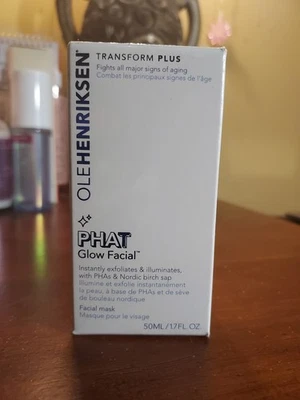 OLEHENRIKSEN®
TRANSFORM PLUS
Fights all major signs of aging
Combat les principaux signes de l'âge
PHAT
Glow Facial™
Instantly exfoliates & illuminates,
with PHAs & Nordic birch sap
Illumine et exfolie instantanément
la peau, à base de PHAs et de sève
de bouleau nordique
Facial mask
Masque pour le visage
50ML/1.7FL. OZ.